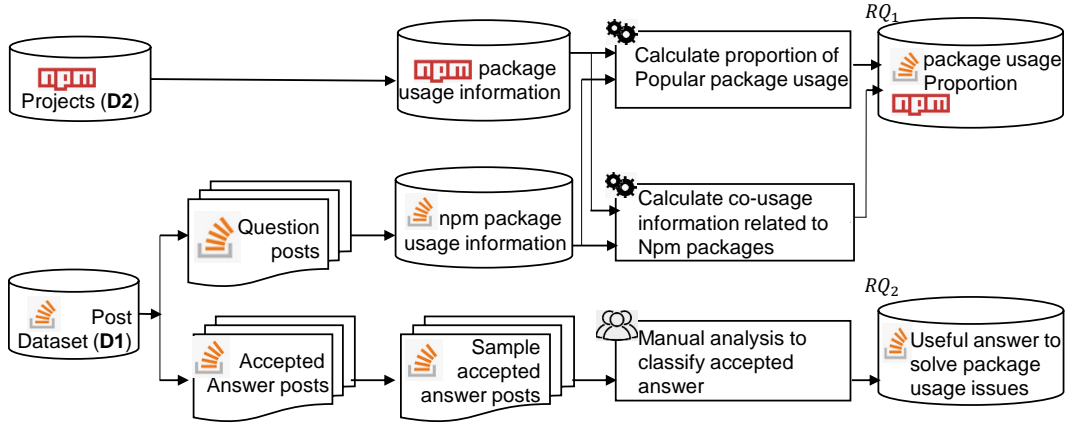 npm
Projects (D2)
npm package
usage information
Calculate proportion of
Popular package usage
RQ1
package usage
Proportion
npm
Question
posts
npm package
usage information
Calculate co-usage
information related to
Npm packages
Post
Dataset (D1)
Accepted
Answer posts
Sample
accepted
answer posts
Manual analysis to
classify accepted
answer
RQ2
Useful answer to
solve package
usage issues